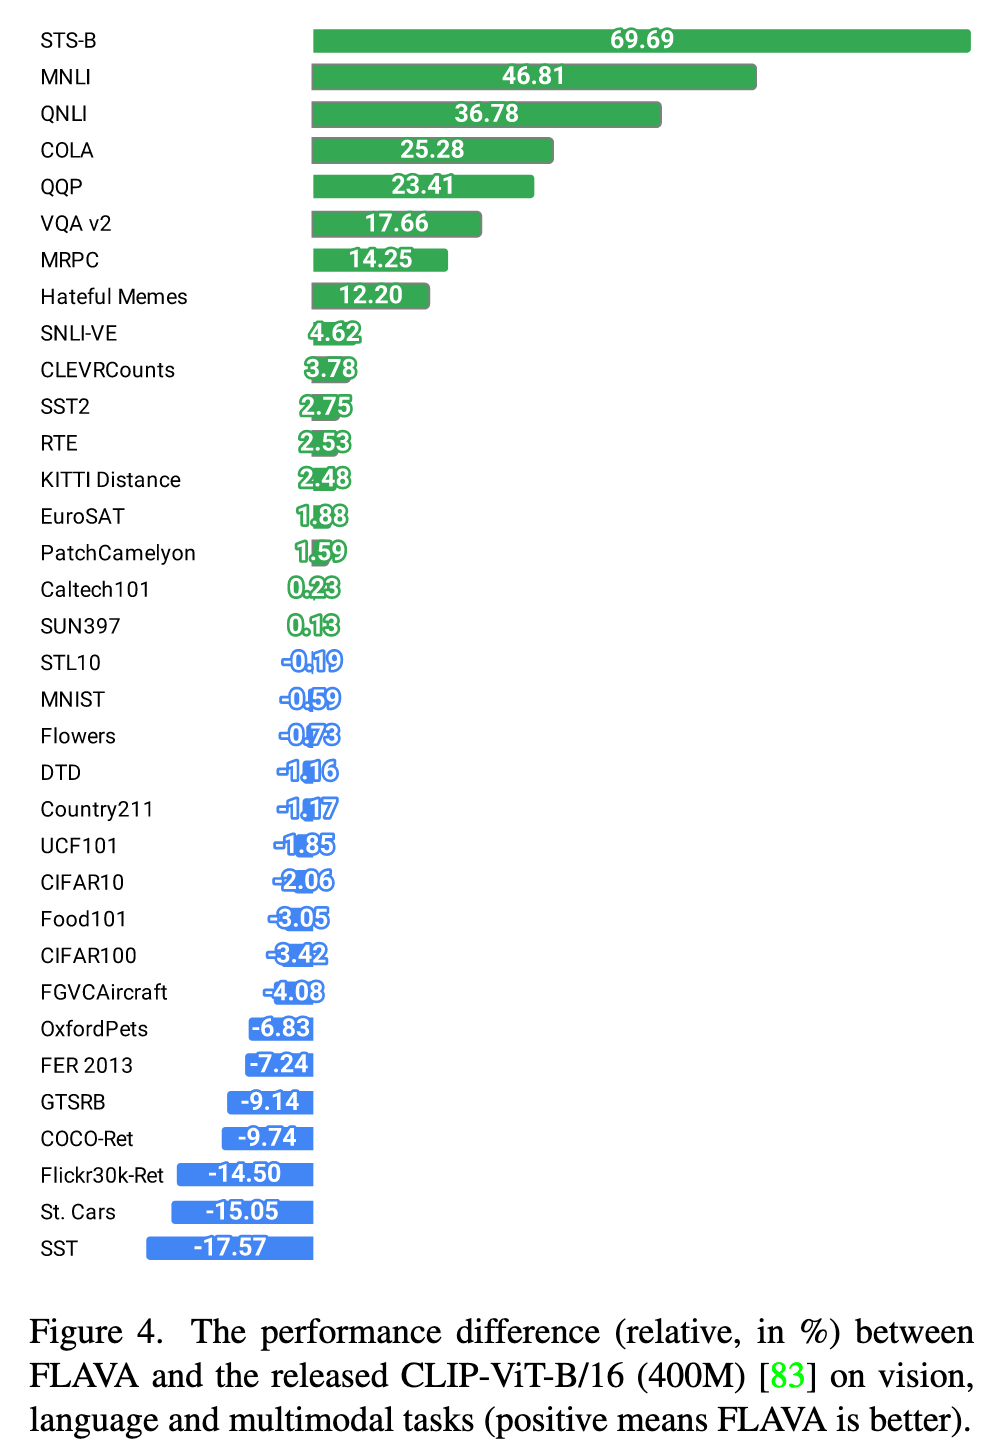 STS-B 69.69
MNLI 46.81
QNLI 36.78
COLA 25.28
QQP 23.41
VQA v2 17.66
MRPC 14.25
Hateful Memes 12.20
SNLI-VE 4.62
CLEVRCounts 3.78
SST2 2.75
RTE 2.53
KITTI Distance 2.48
EuroSAT 1.88
PatchCamelyon 1.59
Caltech101 0.23
SUN397 0.13
STL10 -0.19
MNIST -0.59
Flowers -0.73
DTD -1.16
Country211 -1.17
UCF101 -1.85
CIFAR10 -2.06
Food101 -3.05
CIFAR100 -3.42
FGVCAircraft -4.08
OxfordPets -6.83
FER 2013 -7.24
GTSRB -9.14
COCO-Ret -9.74
Flickr30k-Ret -14.50
St. Cars -15.05
SST -17.57
Figure 4. The performance difference (relative, in %) between
FLAVA and the released CLIP-ViT-B/16 (400M) [83] on vision,
language and multimodal tasks (positive means FLAVA is better).